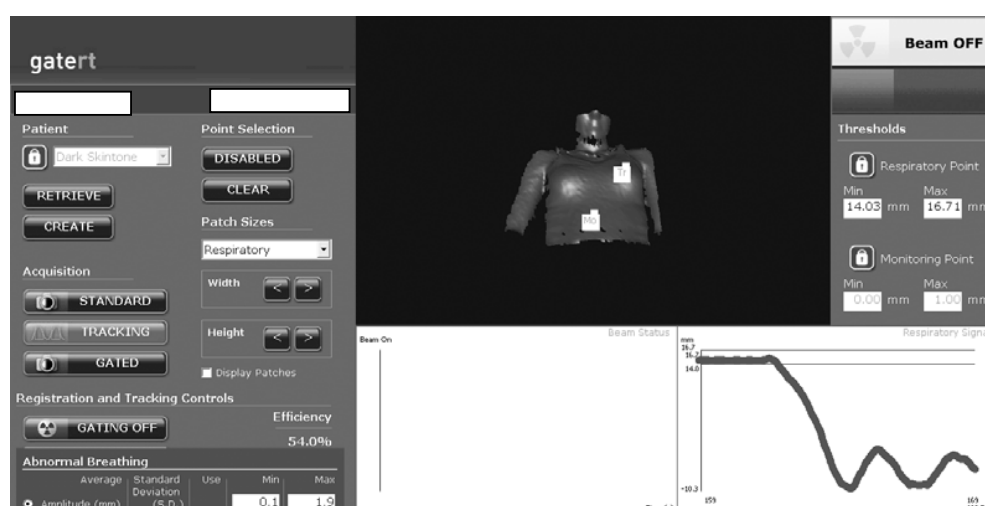 gatert
Beam OFF
Patient
Dark Skintone
RETRIEVE
CREATE
Acquisition
STANDARD
TRACKING
GATED
Point Selection
DISABLED
CLEAR
Patch Sizes
Respiratory
Width
< >
Height
< >
Display Patches
Registration and Tracking Controls
GATING OFF
Efficiency
54.0%
Abnormal Breathing
Average Standard Deviation (S.D.) Use Min Max
Amplitude (mm) 0.1 1.9
Tr
Mo
Thresholds
Respiratory Point
Min Max
14.03 mm 16.71 mm
Monitoring Point
Min Max
0.00 mm 1.00 mm
Beam Status
Beam On
Respiratory Signa
mm
16.7
16.2
14.0
-10.3
159 169